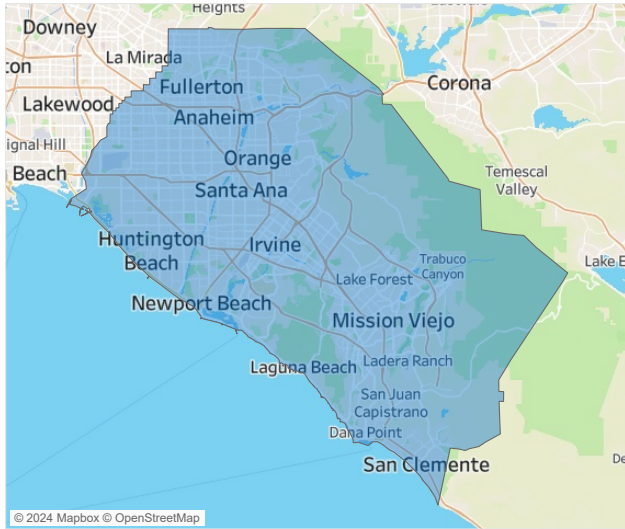 Heights
Downey
La Mirada
ton
Fullerton
Corona
Lakewood
Anaheim
ignal Hill
Orange
Beach
Santa Ana
Temescal
Valley
Huntington
Beach
Irvine
Trabuco
Canyon
Lake E
Lake Forest
Newport Beach
Mission Viejo
Laguna Beach
Ladera Ranch
San Juan
Capistrano
Dana Point
San Clemente
De
© 2024 Mapbox © OpenStreetMap